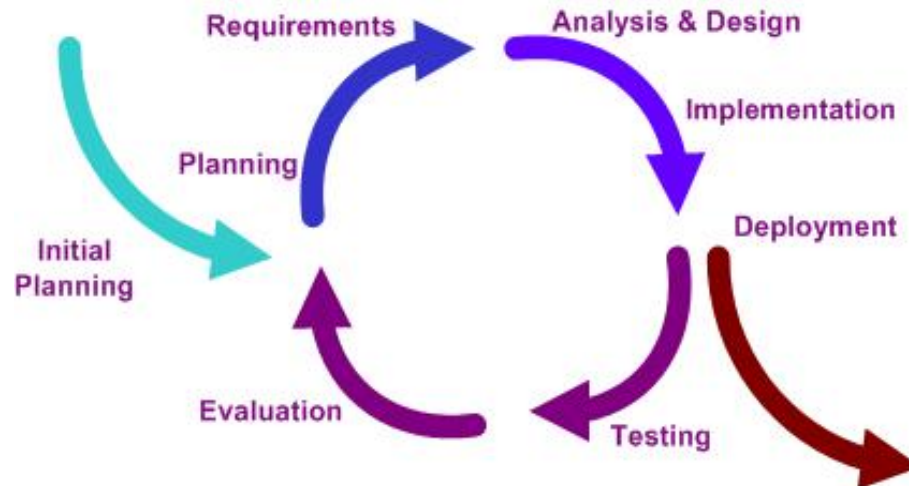 Requirements
Analysis & Design
Implementation
Planning
Deployment
Initial
Planning
Evaluation
Testing